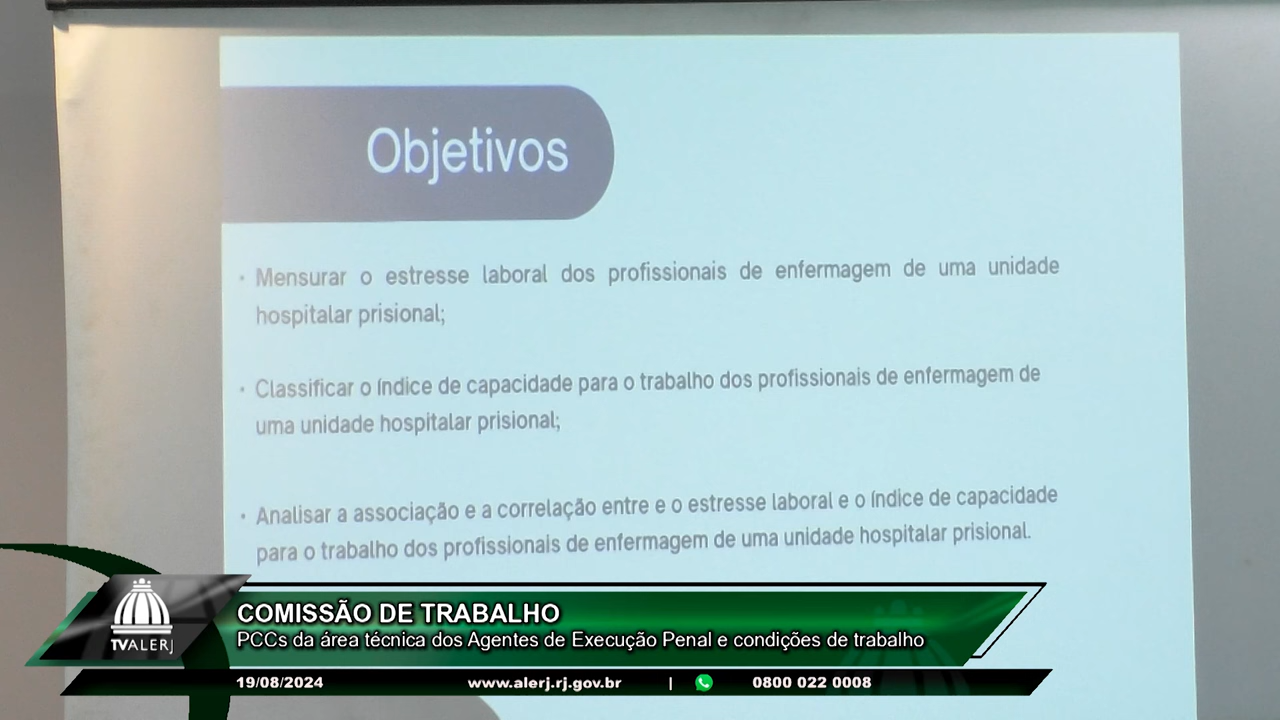 Objetivos
• Mensurar o estresse laboral dos profissionais de enfermagem de uma unidade
hospitalar prisional;
• Classificar o índice de capacidade para o trabalho dos profissionais de enfermagem de
uma unidade hospitalar prisional;
• Analisar a associação e a correlação entre e o estresse laboral e o índice de capacidade
para o trabalho dos profissionais de enfermagem de uma unidade hospitalar prisional.
COMISSÃO DE TRABALHO
PCCs da área técnica dos Agentes de Execução Penal e condições de trabalho
TVALERJ
19/08/2024 www.alerj.rj.gov.br | 0800 022 0008